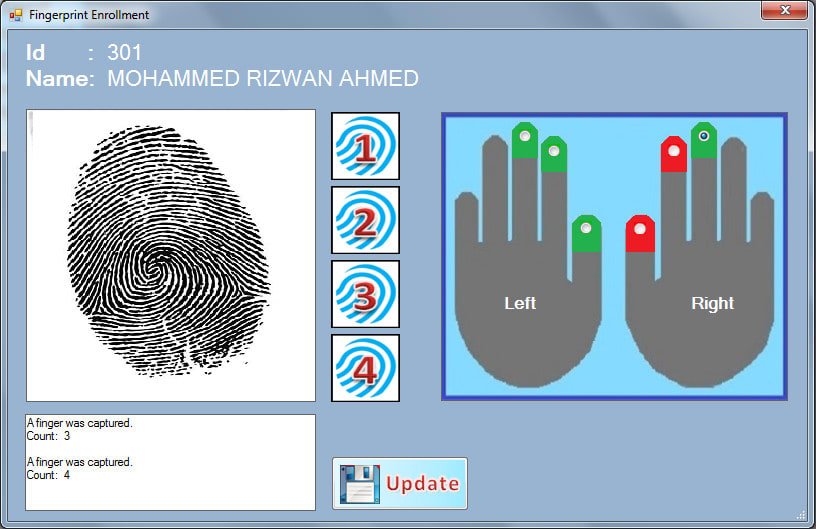 Fingerprint Enrollment
Id : 301
Name: MOHAMMED RIZWAN AHMED
1
2
3
4
Left Right
A finger was captured.
Count: 3
A finger was captured.
Count: 4
Update